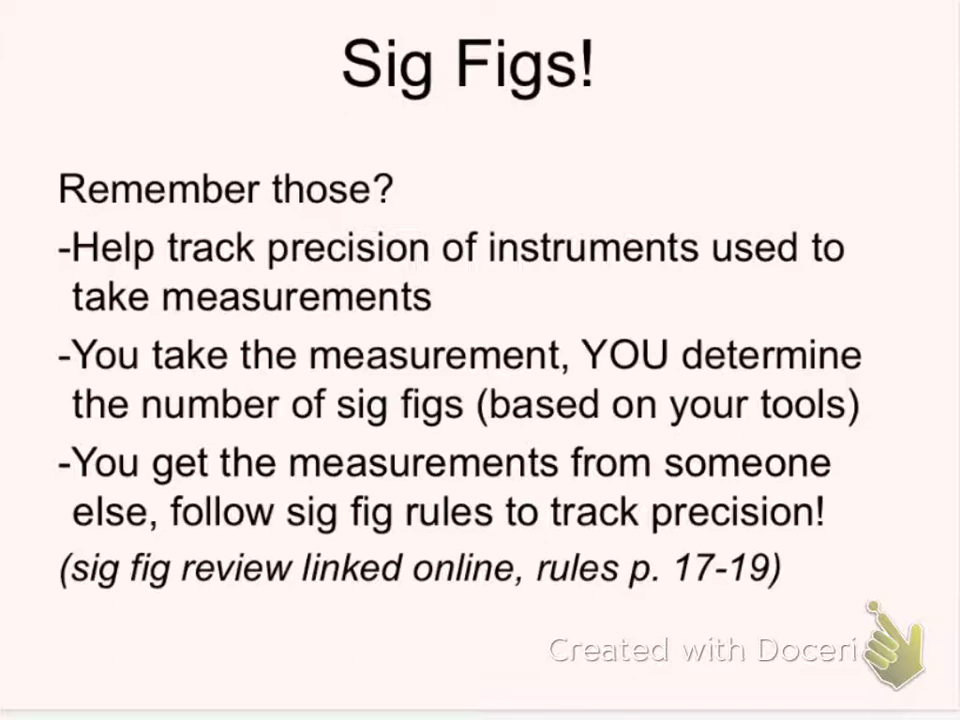 Sig Figs!
Remember those?
-Help track precision of instruments used to
take measurements
-You take the measurement, YOU determine
the number of sig figs (based on your tools)
-You get the measurements from someone
else, follow sig fig rules to track precision!
(sig fig review linked online, rules p. 17-19)
Created with Doceri